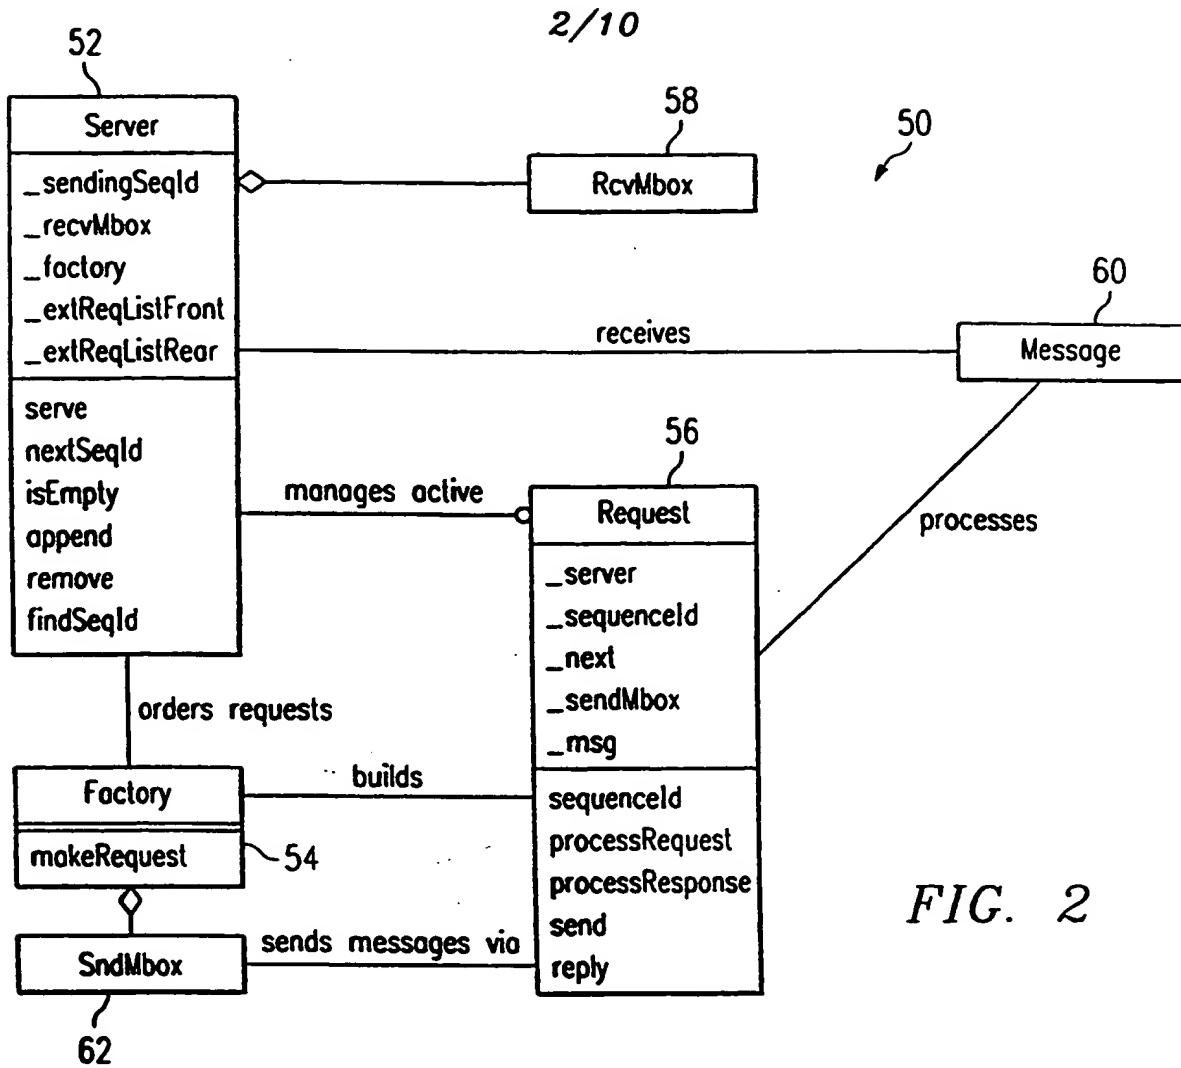 2/10
52
Server
_sendingSeqId
_recvMbox
_factory
_extReqListFront
_extReqListRear
serve
nextSeqId
isEmpty
append
remove
findSeqId
58
RcvMbox
50
60
Message
receives
56
manages active
Request
_server
_sequenceId
_next
_sendMbox
_msg
sequenceId
processRequest
processResponse
send
reply
processes
orders requests
Factory
makeRequest
54
builds
sends messages via
SndMbox
62
FIG. 2